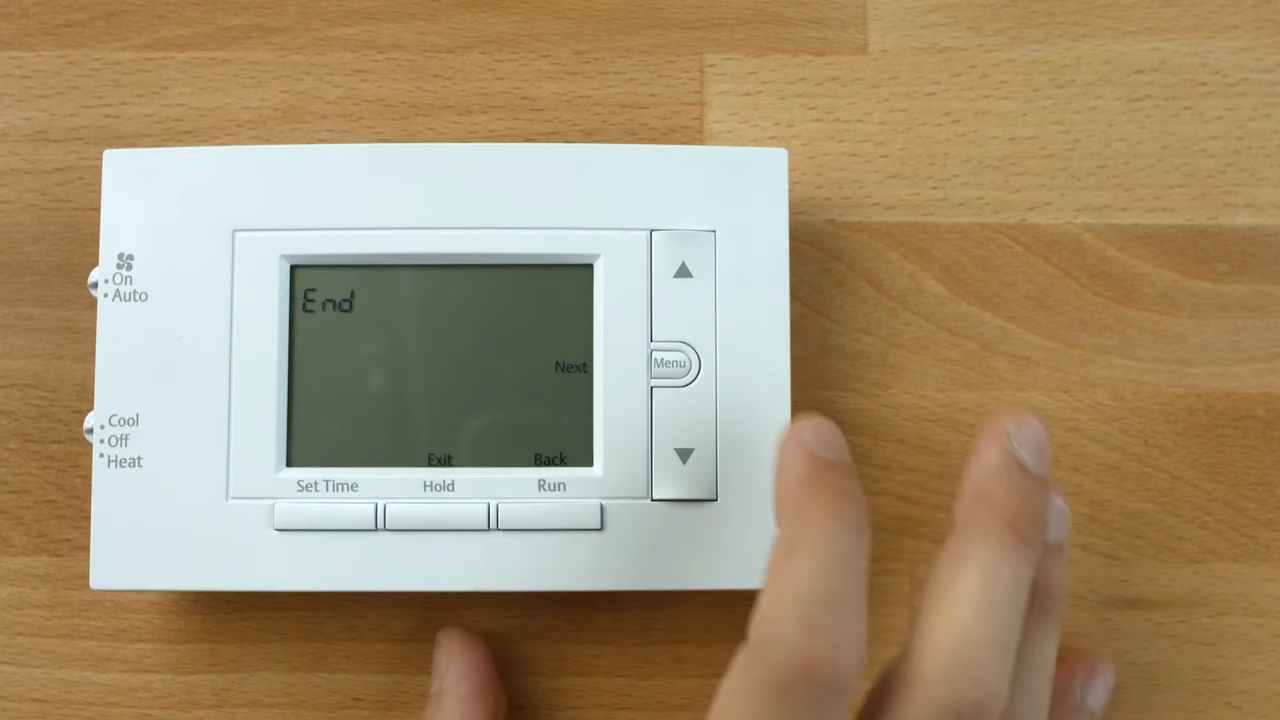 On
Auto
Cool
Off
Heat
End
Next
Menu
Exit Back
Set Time Hold Run